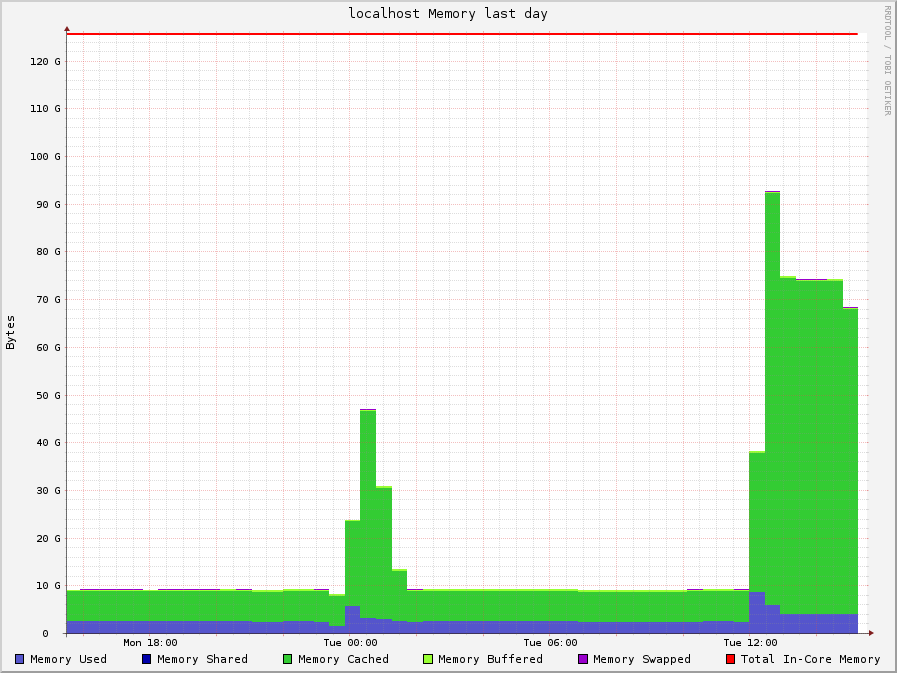 localhost Memory last day
RRDTOOL / TOBI OETIKER
Bytes
120 G
110 G
100 G
90 G
80 G
70 G
60 G
50 G
40 G
30 G
20 G
10 G
0
Mon 18:00 Tue 00:00 Tue 06:00 Tue 12:00
Memory Used Memory Shared Memory Cached Memory Buffered Memory Swapped Total In-Core Memory